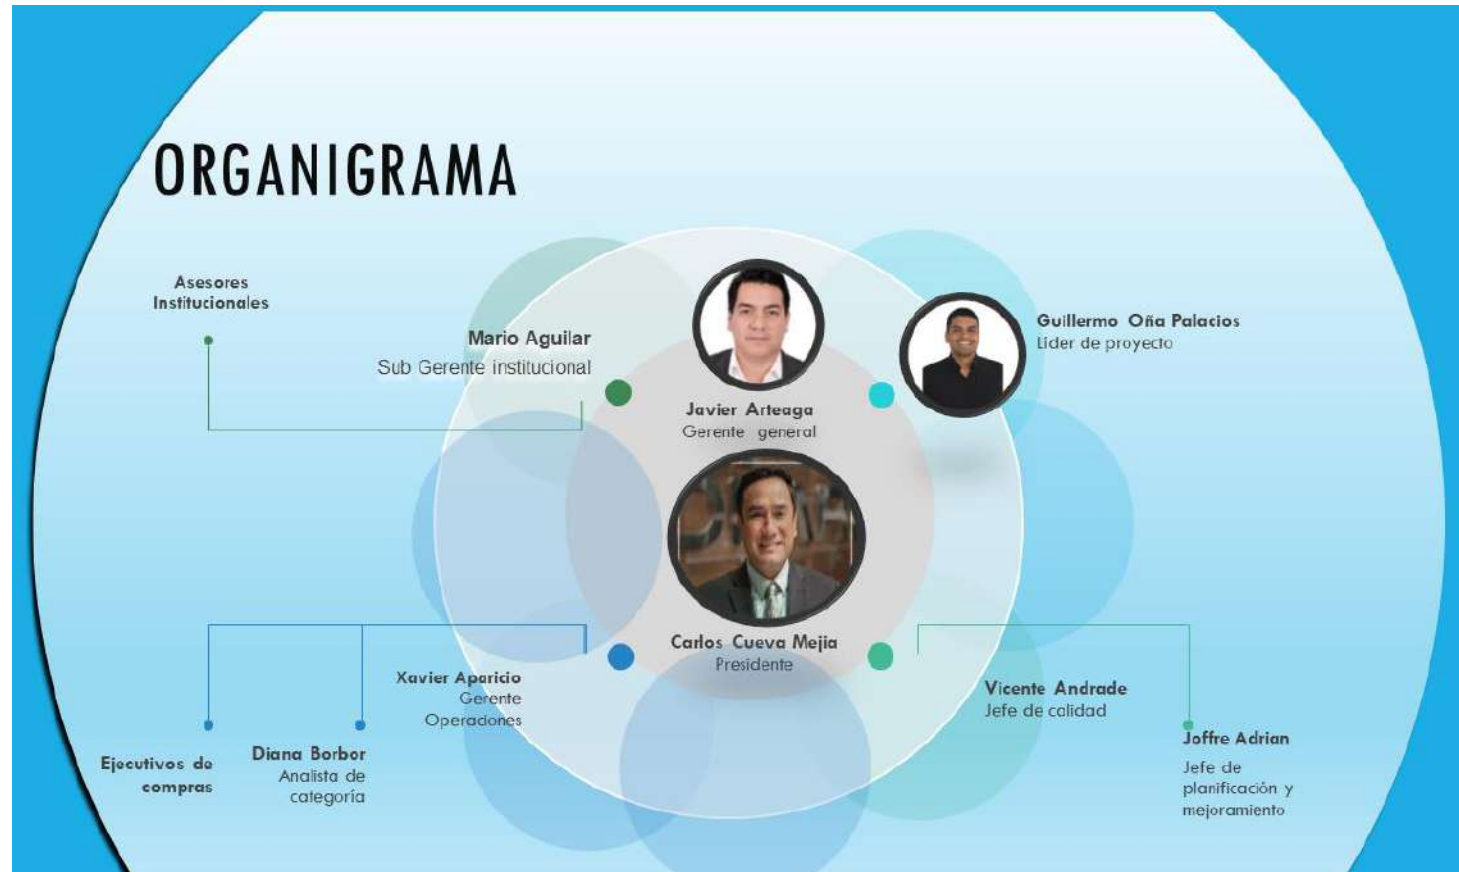 ORGANIGRAMA
Asesores
Institucionales
Mario Aguilar
Sub Gerente institucional
Javier Arteaga
Gerente general
Guillermo Oña Palacios
Lider de proyecto
Carlos Cueva Mejia
Presidente
Xavier Aparicio
Gerente
Operaciones
Vicente Andrade
Jefe de calidad
Ejecutivos de
compras
Diana Borbor
Analista de
categoría
Joffre Adrian
Jefe de
planificación y
mejoramiento